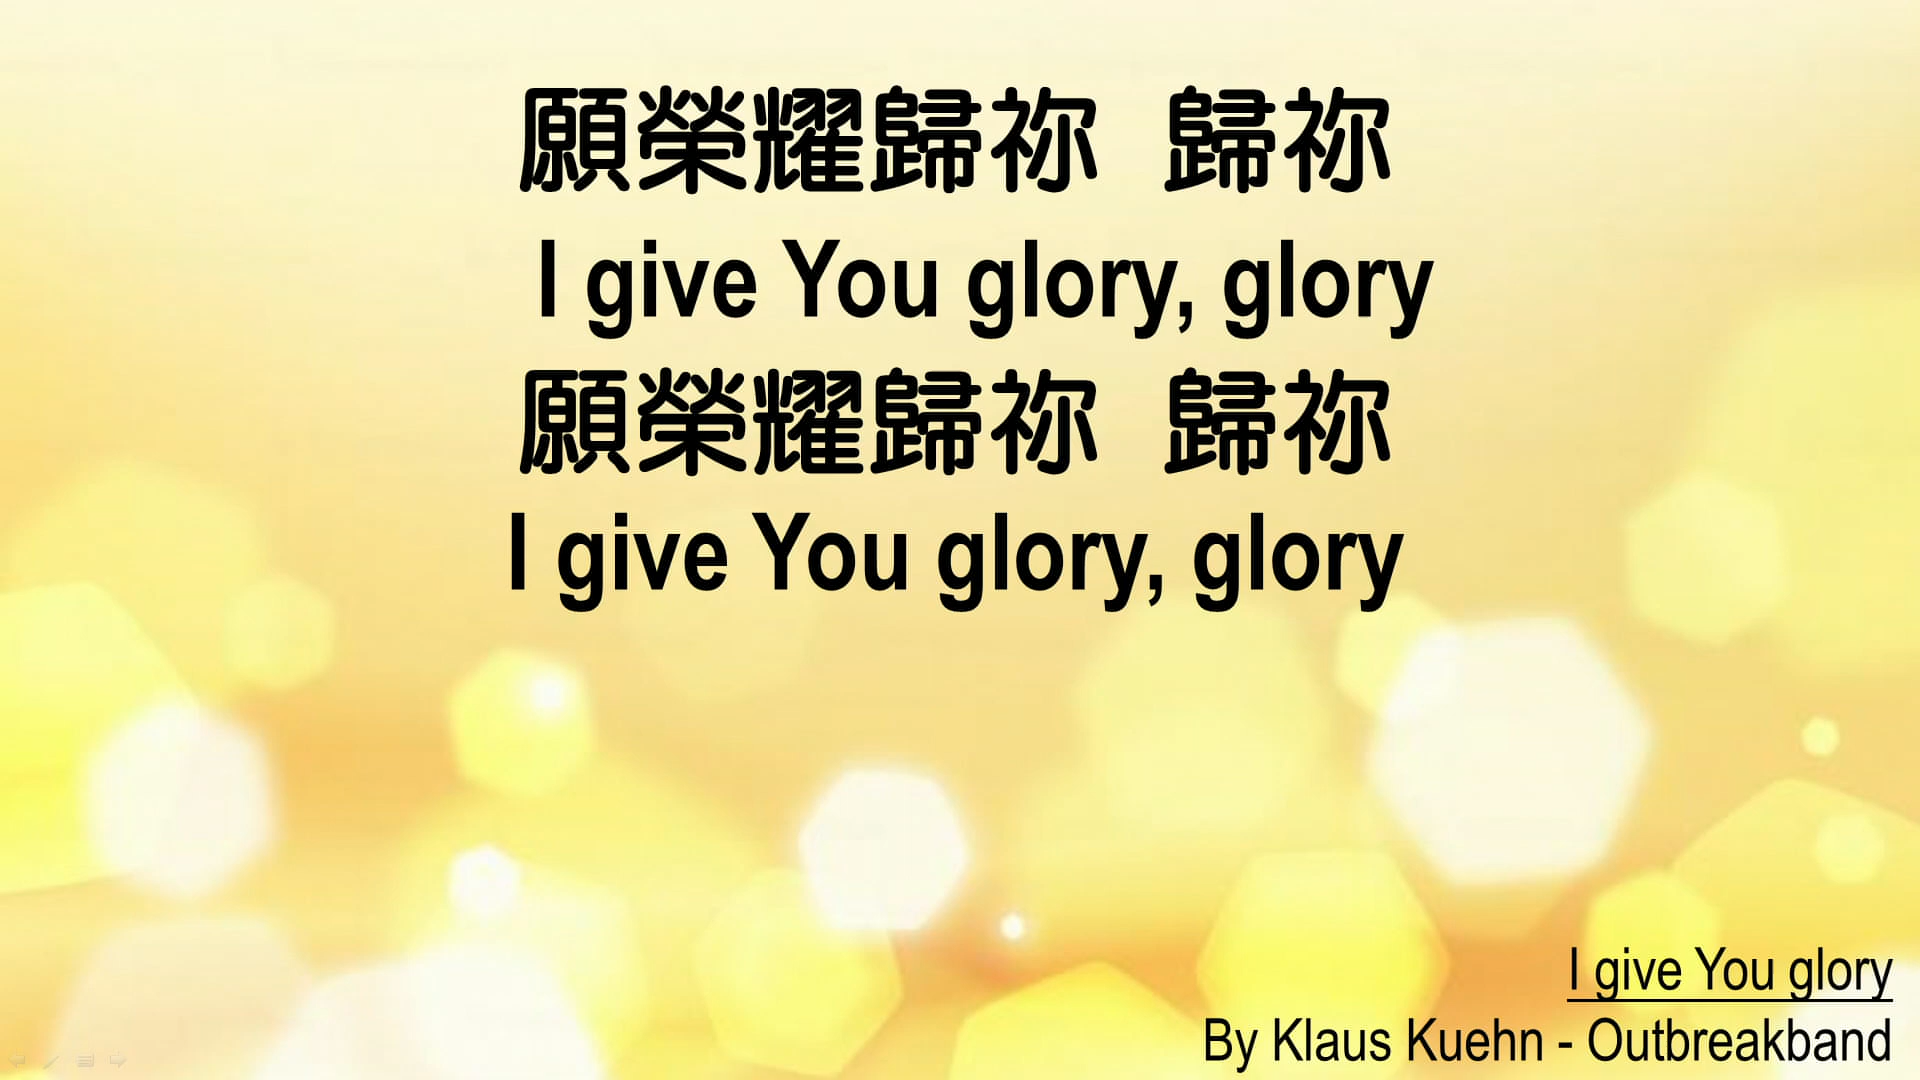 願榮耀歸祢 歸祢
I give You glory, glory
願榮耀歸祢 歸祢
I give You glory, glory
I give You glory
By Klaus Kuehn - Outbreakband